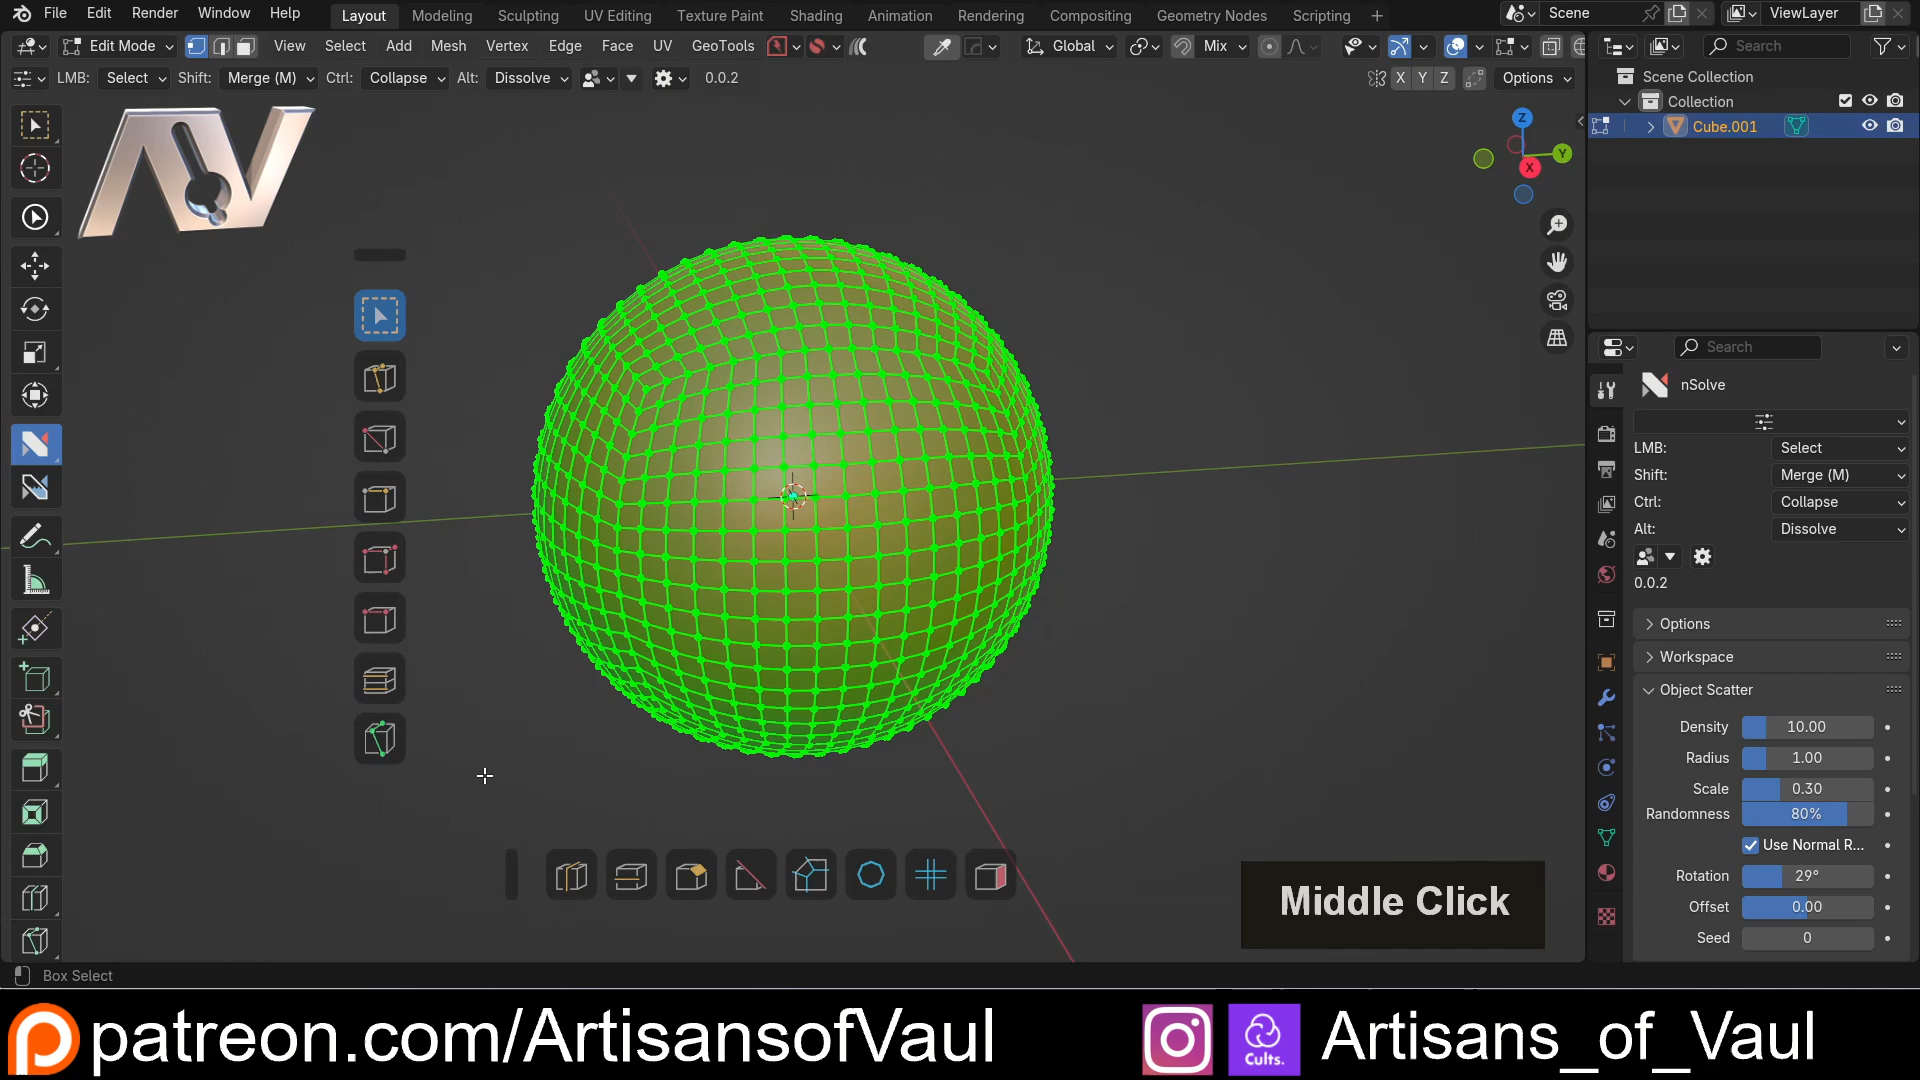 File Edit Render Window Help Layout Modeling Sculpting UV Editing Texture Paint Shading Animation Rendering Compositing Geometry Nodes Scripting + Scene ViewLayer
Edit Mode View Select Add Mesh Vertex Edge Face UV GeoTools Global Mix Search
LMB: Select Shift: Merge (M) Ctrl: Collapse Alt: Dissolve 0.0.2 X Y Z Options
Scene Collection
Collection
Cube.001
AV
Z
Y
X
Search
nSolve
LMB: Select
Shift: Merge (M)
Ctrl: Collapse
Alt: Dissolve
0.0.2
Options
Workspace
Object Scatter
Density 10.00
Radius 1.00
Scale 0.30
Randomness 80%
Use Normal R...
Rotation 29°
Offset 0.00
Seed 0
Middle Click
Box Select
patreon.com/ArtisansofVaul
Cults.
Artisans_of_Vaul